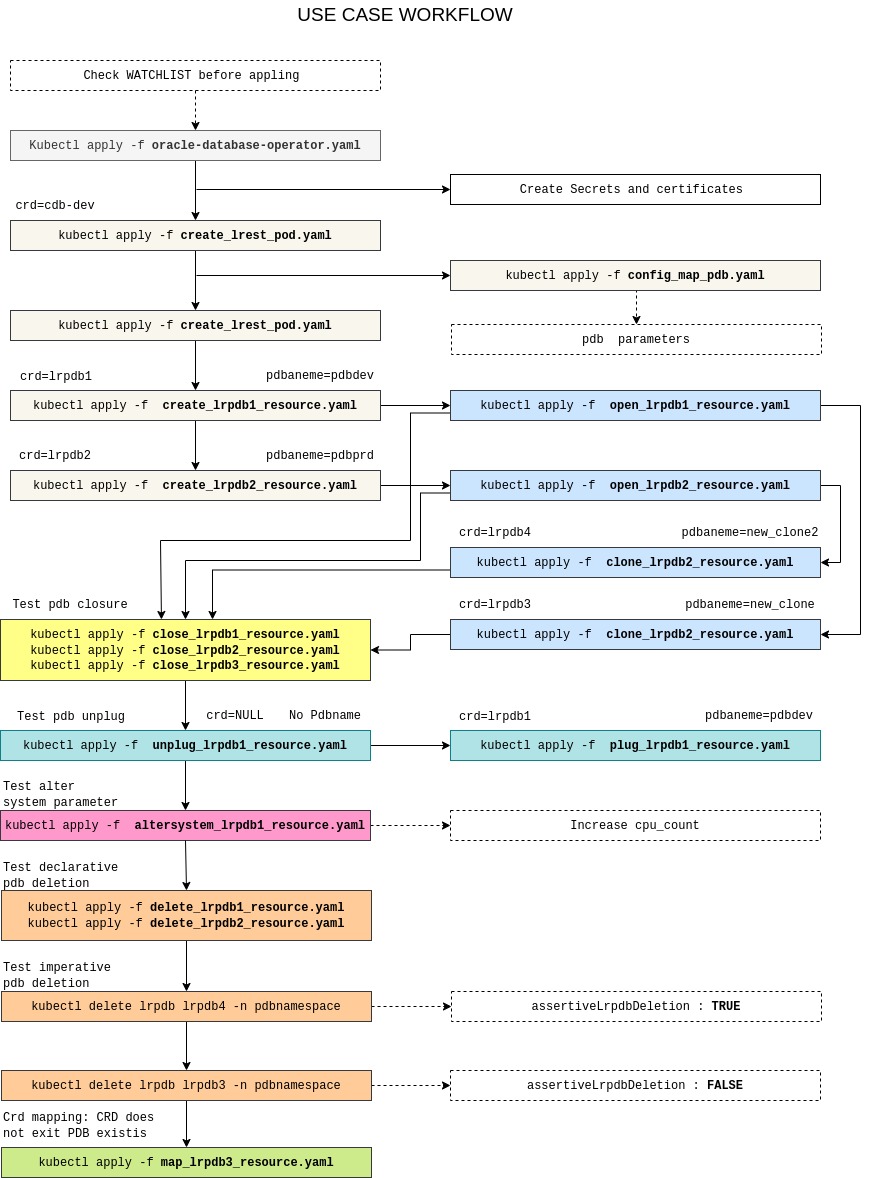 USE CASE WORKFLOW
Check WATCHLIST before appling
Kubectl apply -f oracle-database-operator.yaml
Create Secrets and certificates
crd=cdb-dev
kubectl apply -f create_lrest_pod.yaml
kubectl apply -f config_map_pdb.yaml
kubectl apply -f create_lrest_pod.yaml
pdb parameters
crd=lrpdb1 pdbaneme=pdbdev
kubectl apply -f create_lrpdb1_resource.yaml
kubectl apply -f open_lrpdb1_resource.yaml
crd=lrpdb2 pdbaneme=pdbprd
kubectl apply -f create_lrpdb2_resource.yaml
kubectl apply -f open_lrpdb2_resource.yaml
crd=lrpdb4 pdbaneme=new_clone2
kubectl apply -f clone_lrpdb2_resource.yaml
Test pdb closure
crd=lrpdb3 pdbaneme=new_clone
kubectl apply -f clone_lrpdb2_resource.yaml
kubectl apply -f close_lrpdb1_resource.yaml
kubectl apply -f close_lrpdb2_resource.yaml
kubectl apply -f close_lrpdb3_resource.yaml
Test pdb unplug crd=NULL No Pdbname
crd=lrpdb1 pdbaneme=pdbdev
kubectl apply -f unplug_lrpdb1_resource.yaml
kubectl apply -f plug_lrpdb1_resource.yaml
Test alter
system parameter
kubectl apply -f altersystem_lrpdb1_resource.yaml
Increase cpu_count
Test declarative
pdb deletion
kubectl apply -f delete_lrpdb1_resource.yaml
kubectl apply -f delete_lrpdb2_resource.yaml
Test imperative
pdb deletion
kubectl delete lrpdb lrpdb4 -n pdbnamespace
assertiveLrpdbDeletion : TRUE
kubectl delete lrpdb lrpdb3 -n pdbnamespace
assertiveLrpdbDeletion : FALSE
Crd mapping: CRD does
not exit PDB existis
kubectl apply -f map_lrpdb3_resource.yaml